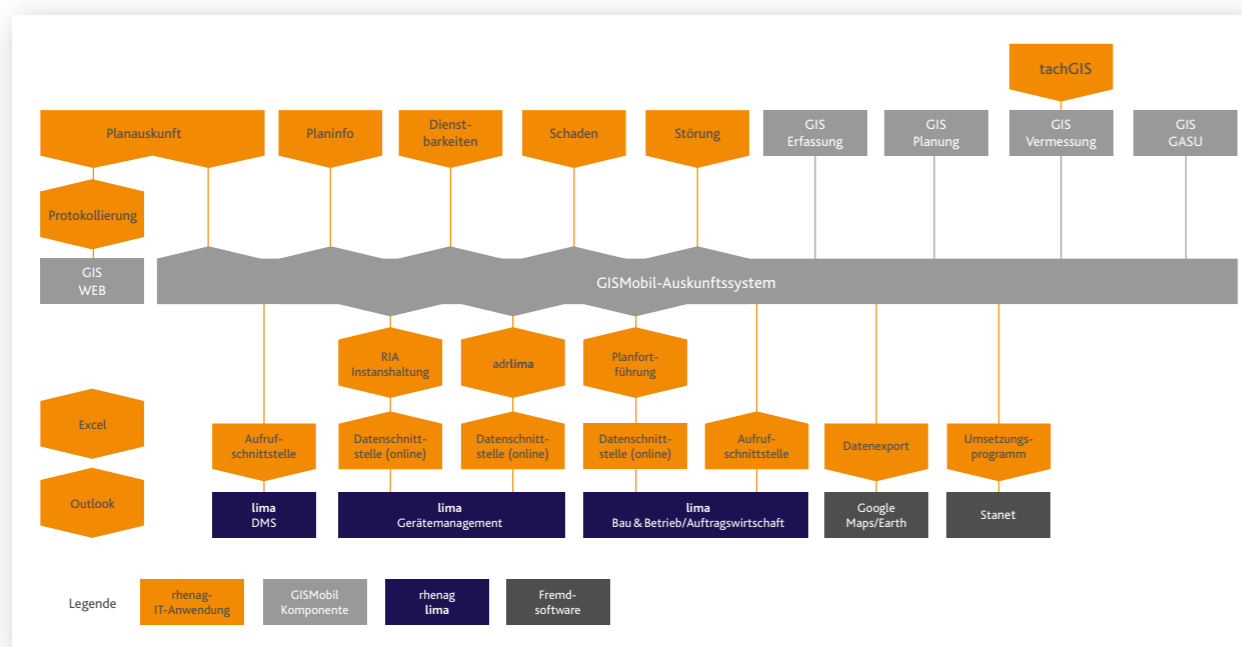 tachGIS
Planauskunft
Planinfo
Dienst-
barkeiten
Schaden
Störung
GIS
Erfassung
GIS
Planung
GIS
Vermessung
GIS
GASU
Protokollierung
GIS
WEB
GISMobil-Auskunftssystem
RIA
Instanshaltung
adrlima
Planfort-
führung
Excel
Aufruf-
schnittstelle
Datenschnitt-
stelle (online)
Datenschnitt-
stelle (online)
Datenschnitt-
stelle (online)
Aufruf-
schnittstelle
Datenexport
Umsetzungs-
programm
Outlook
lima
DMS
lima
Gerätemanagement
lima
Bau & Betrieb/Auftragswirtschaft
Google
Maps/Earth
Stanet
Legende
rhenag-
IT-Anwendung
GISMobil
Komponente
rhenag
lima
Fremd-
software